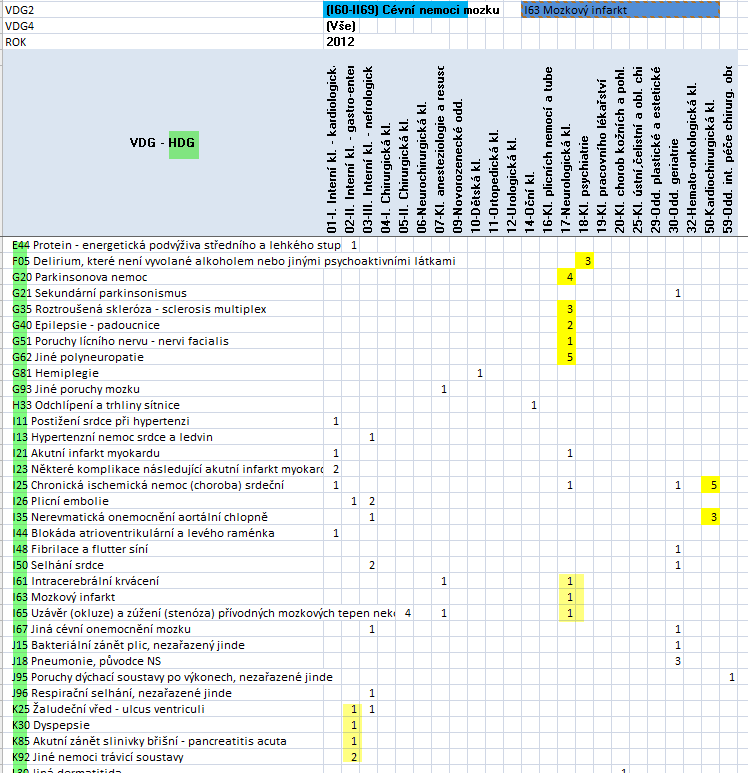 VDG2 (I60-II69) Cévní nemoci mozku I63 Mozkový infarkt
VDG4 (Vše)
ROK 2012
VDG - HDG
01-I. Interní kl. - kardiologick
02-II. Interní kl. - gastro-enter
03-III. Interní kl. - nefrologick
04-I. Chirurgická kl.
05-II. Chirurgická kl.
06-Neurochirurgická kl.
07-Kl. anesteziologie a resusc
09-Novorozenecké odd.
10-Dětská kl.
11-Ortopedická kl.
12-Urologická kl.
14-Oční kl.
16-Kl. plicních nemocí a tube
17-Neurologická kl.
18-Kl. psychiatrie
19-Kl. pracovního lékařství
20-Kl. chorob kožních a pohl.
25-Kl. ústní,čelistní a obl. chi
29-Odd. plastické a estetické
30-Odd. geriatrie
32-Hemato-onkologická kl.
50-Kardiochirurgická kl.
59-Odd. int. péče chirurg. obo
E44 Protein - energetická podvýživa středního a lehkého stup 1
F05 Delirium, které není vyvolané alkoholem nebo jinými psychoaktivními látkami 3
G20 Parkinsonova nemoc 4
G21 Sekundární parkinsonismus 1
G35 Roztroušená skleróza - sclerosis multiplex 3
G40 Epilepsie - padoucnice 2
G51 Poruchy lícního nervu - nervi facialis 1
G62 Jiné polyneuropatie 5
G81 Hemiplegie 1
G93 Jiné poruchy mozku 1
H33 Odchlípení a trhliny sítnice 1
I11 Postižení srdce při hypertenzi 1
I13 Hypertenzní nemoc srdce a ledvin 1
I21 Akutní infarkt myokardu 1 1
I23 Některé komplikace následující akutní infarkt myokard 2
I25 Chronická ischemická nemoc (choroba) srdeční 1 1 1 5
I26 Plicní embolie 1 2
I35 Nerevmatická onemocnění aortální chlopně 1 3
I44 Blokáda atrioventrikulární a levého raménka 1
I48 Fibrilace a flutter síní 1
I50 Selhání srdce 2 1
I61 Intracerebrální krvácení 1 1
I63 Mozkový infarkt 1
I65 Uzávěr (okluze) a zúžení (stenóza) přívodných mozkových tepen neko 4 1 1
I67 Jiná cévní onemocnění mozku 1 1
J15 Bakteriální zánět plic, nezařazený jinde 1
J18 Pneumonie, původce NS 3
J95 Poruchy dýchací soustavy po výkonech, nezařazené jinde 1
J96 Respirační selhání, nezařazené jinde 1
K25 Žaludeční vřed - ulcus ventriculi 1 1
K30 Dyspepsie 1
K85 Akutní zánět slinivky břišní - pancreatitis acuta 1
K92 Jiné nemoci trávicí soustavy 2
L30 Jiná dermatitida 1